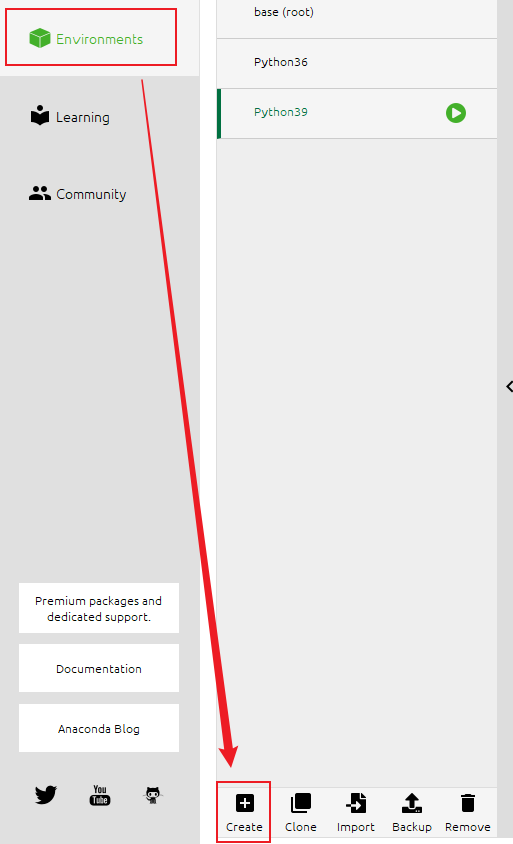 Environments
Learning
Community
Premium packages and
dedicated support.
Documentation
Anaconda Blog
You
Tube
base (root)
Python36
Python39
Create
Clone
Import
Backup
Remove